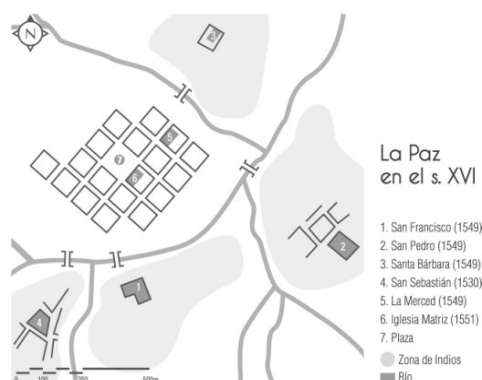 N
3
5
7
6
2
1
4
0 100 250 500m
La Paz
en el s. XVI
1. San Francisco (1549)
2. San Pedro (1549)
3. Santa Bárbara (1549)
4. San Sebastián (1530)
5. La Merced (1549)
6. Iglesia Matriz (1551)
7. Plaza
Zona de Indios
Río